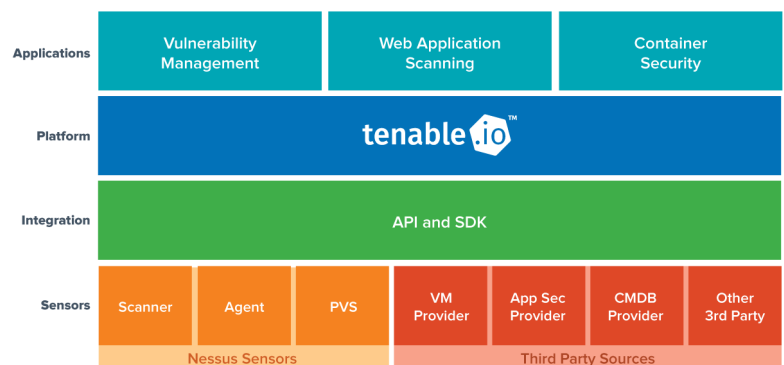 Applications
Vulnerability
Management
Web Application
Scanning
Container
Security
Platform
tenable.io™
Integration
API and SDK
Sensors
Scanner
Agent
PVS
VM
Provider
App Sec
Provider
CMDB
Provider
Other
3rd Party
Nessus Sensors
Third Party Sources